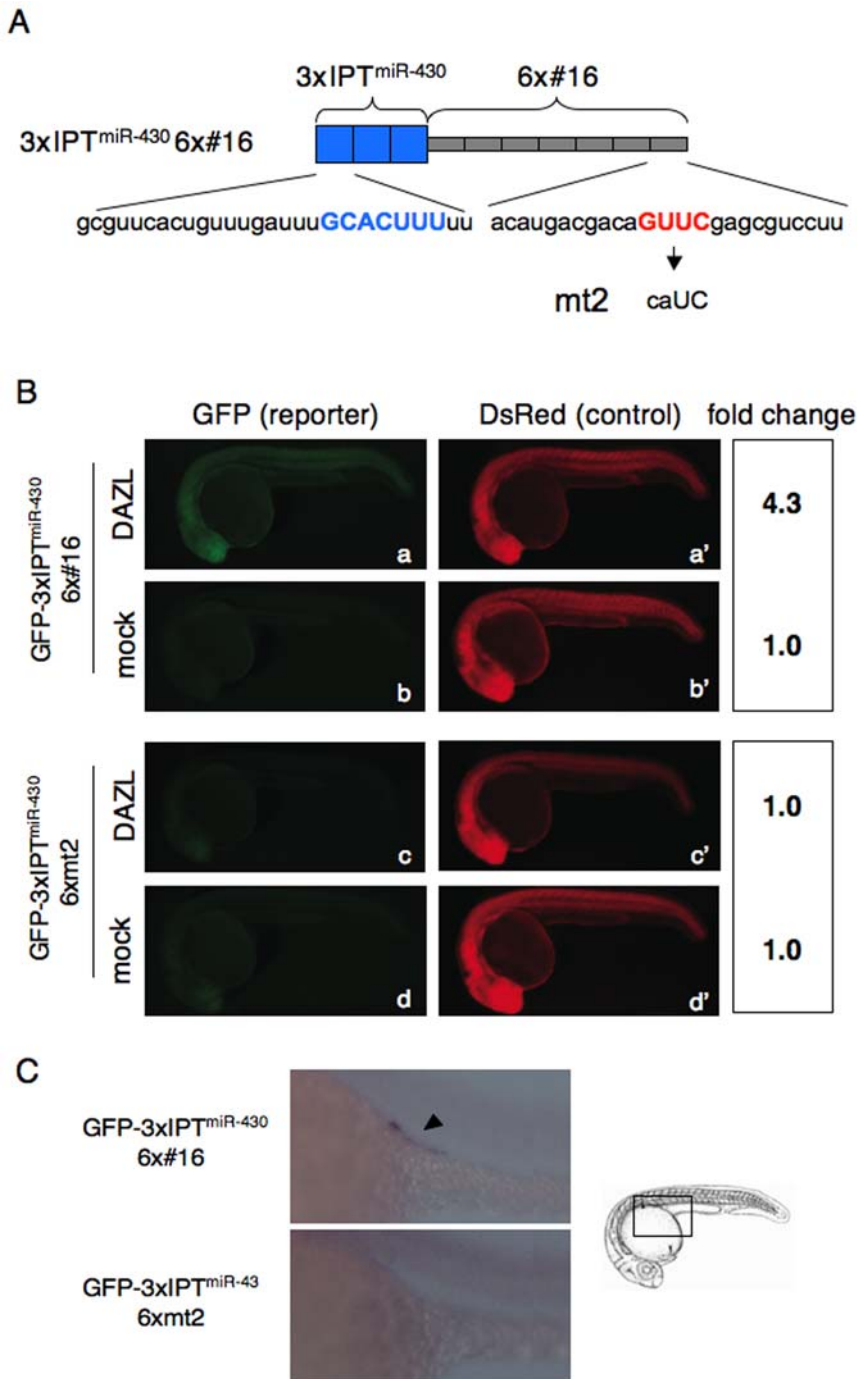 A
3xIPT^miR-430 6x#16
3xIPT^miR-430 6x#16
gcguucacuguuugauuuGCACUUUuu acaugacgacaGUUCgagcguccuu
mt2 caUC
B
GFP (reporter) DsRed (control) fold change
GFP-3xIPT^miR-430
6x#16
DAZL
a a' 4.3
mock
b b' 1.0
GFP-3xIPT^miR-430
6xmt2
DAZL
c c' 1.0
mock
d d' 1.0
C
GFP-3xIPT^miR-430
6x#16
GFP-3xIPT^miR-43
6xmt2